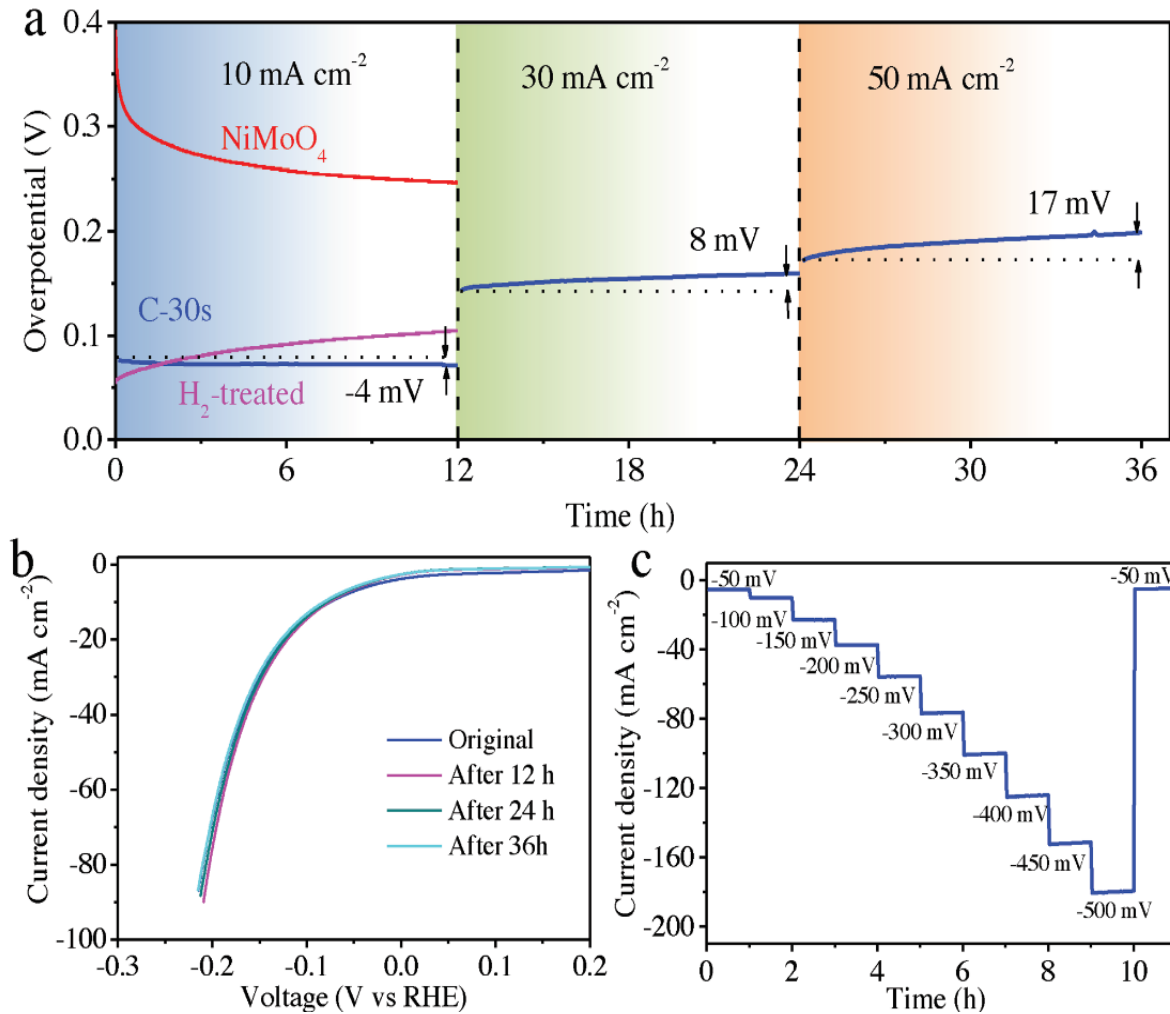 a
10 mA cm⁻²
30 mA cm⁻²
50 mA cm⁻²
NiMoO₄
C-30s
H₂-treated
-4 mV
8 mV
17 mV
Overpotential (V)
0.4
0.3
0.2
0.1
0.0
0
6
12
18
24
30
36
Time (h)
b
Current density (mA cm⁻²)
0
-20
-40
-60
-80
-100
Original
After 12 h
After 24 h
After 36h
-0.3
-0.2
-0.1
0.0
0.1
0.2
Voltage (V vs RHE)
c
Current density (mA cm⁻²)
0
-40
-80
-120
-160
-200
-50 mV
-100 mV
-150 mV
-200 mV
-250 mV
-300 mV
-350 mV
-400 mV
-450 mV
-500 mV
-50 mV
0
2
4
6
8
10
Time (h)